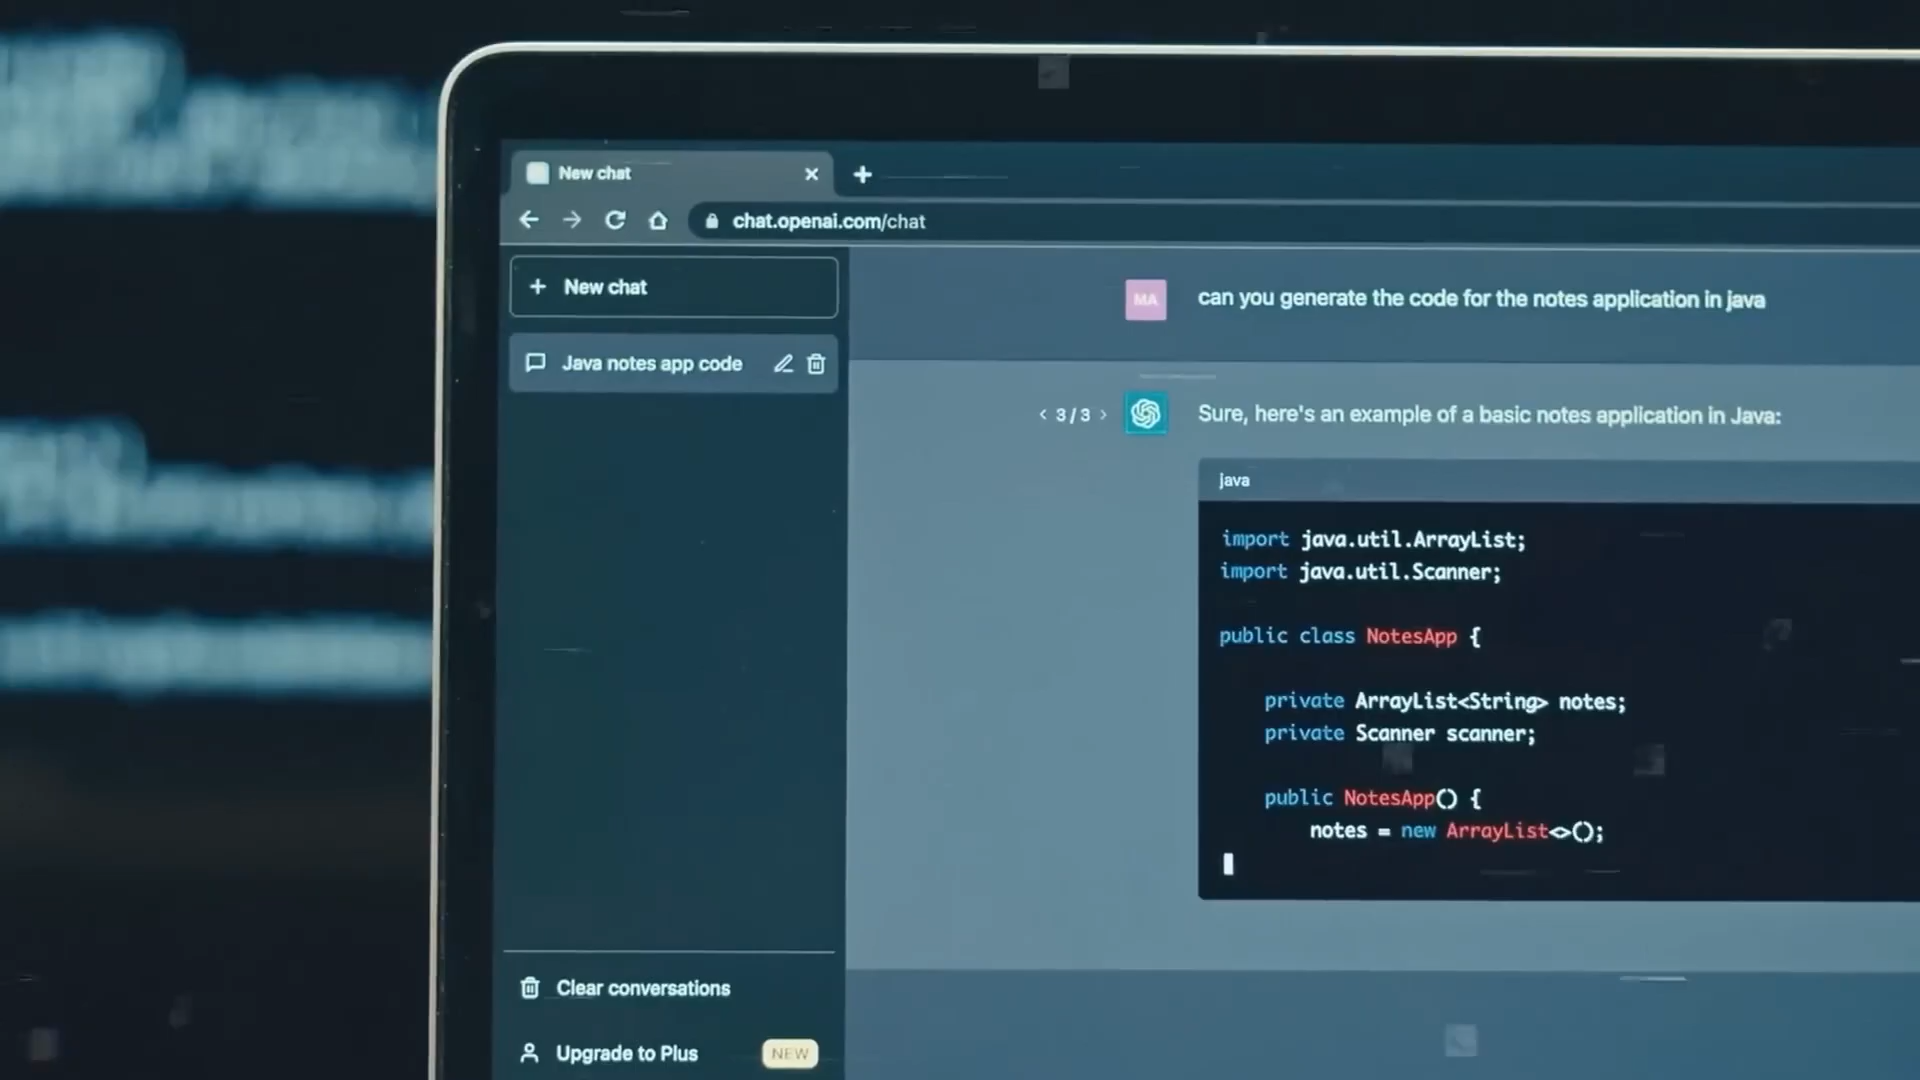 New chat
chat.openai.com/chat
New chat
Java notes app code
MA
can you generate the code for the notes application in java
< 3 / 3 >
Sure, here's an example of a basic notes application in Java:
java
import java.util.ArrayList;
import java.util.Scanner;
public class NotesApp {
private ArrayList<String> notes;
private Scanner scanner;
public NotesApp() {
notes = new ArrayList<>();
Clear conversations
Upgrade to Plus
NEW